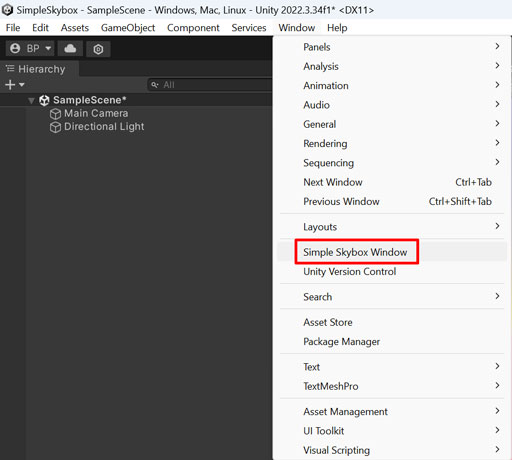 SimpleSkybox - SampleScene - Windows, Mac, Linux - Unity 2022.3.34f1* <DX11>
File Edit Assets GameObject Component Services Window Help
BP
Hierarchy
All
SampleScene*
Main Camera
Directional Light
Panels
Analysis
Animation
Audio
General
Rendering
Sequencing
Next Window Ctrl+Tab
Previous Window Ctrl+Shift+Tab
Layouts
Simple Skybox Window
Unity Version Control
Search
Asset Store
Package Manager
Text
TextMeshPro
Asset Management
UI Toolkit
Visual Scripting